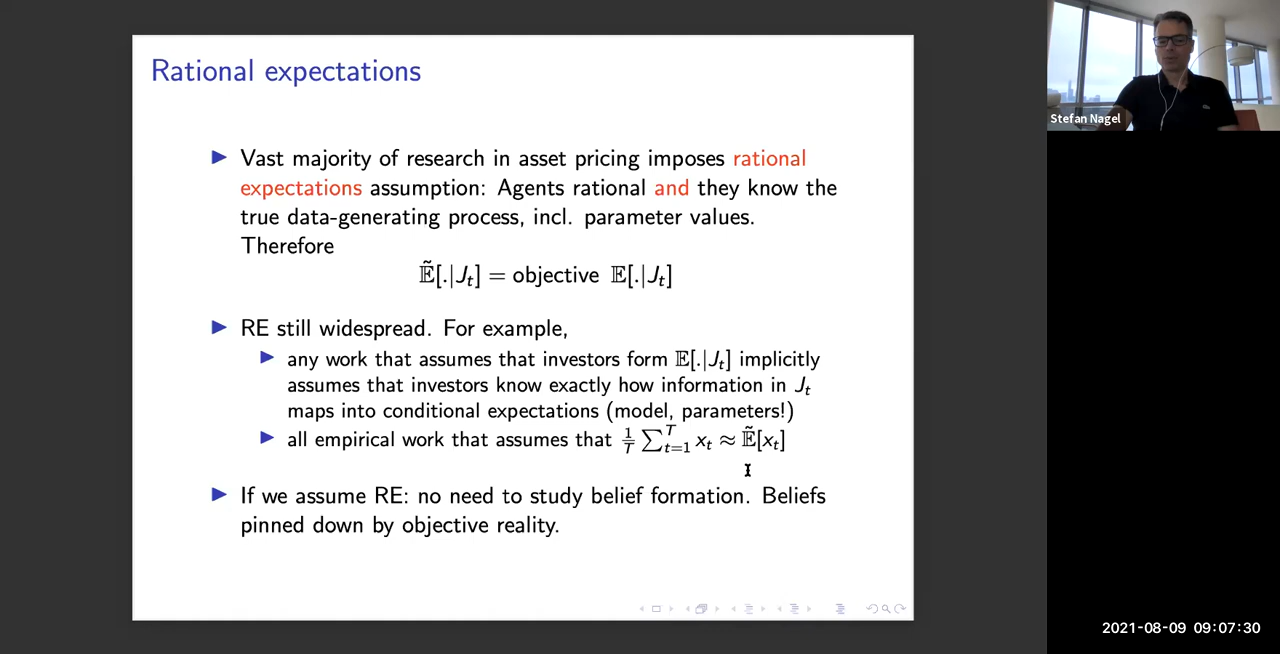 Rational expectations
Vast majority of research in asset pricing imposes rational
expectations assumption: Agents rational and they know the
true data-generating process, incl. parameter values.
Therefore
Ẽ[.|J_t] = objective 𝔼[.|J_t]
RE still widespread. For example,
any work that assumes that investors form 𝔼[.|J_t] implicitly
assumes that investors know exactly how information in J_t
maps into conditional expectations (model, parameters!)
all empirical work that assumes that 1/T ∑_{t=1}^T x_t ≈ Ẽ[x_t]
If we assume RE: no need to study belief formation. Beliefs
pinned down by objective reality.
Stefan Nagel
2021-08-09 09:07:30